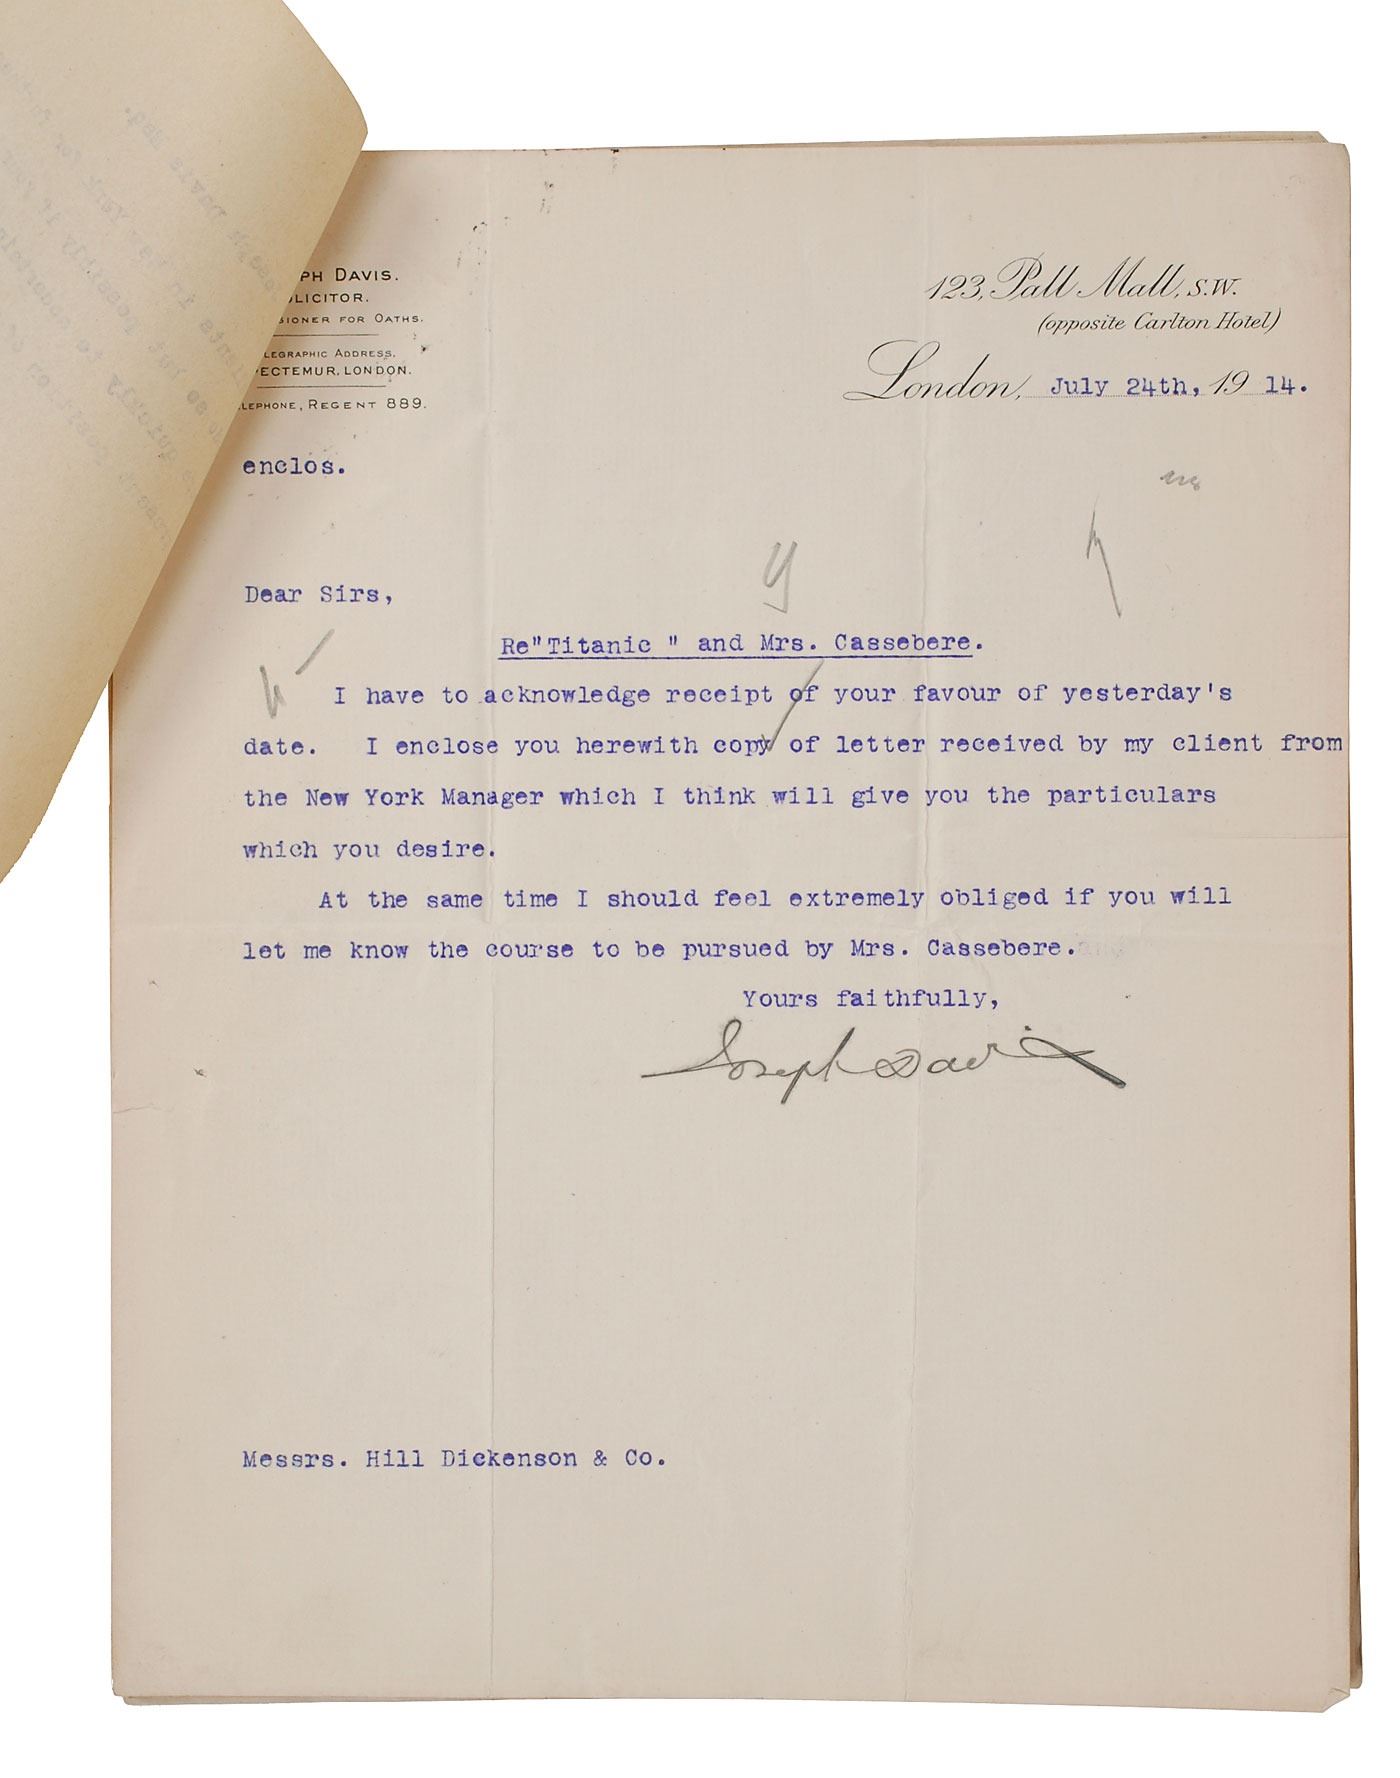 PH DAVIS.
LICITOR.
SIONER FOR OATHS.
LEGRAPHIC ADDRESS,
PECTEMUR, LONDON.
LEPHONE, REGENT 889.
123, Pall Mall, S.W.
(opposite Carlton Hotel)
London, July 24th, 19 14.
enclos.
Dear Sirs,
Re"Titanic " and Mrs. Cassebere.
I have to acknowledge receipt of your favour of yesterday's
date. I enclose you herewith copy of letter received by my client from
the New York Manager which I think will give you the particulars
which you desire.
At the same time I should feel extremely obliged if you will
let me know the course to be pursued by Mrs. Cassebere.
Yours faithfully,
Joseph Davis
Messrs. Hill Dickenson & Co.